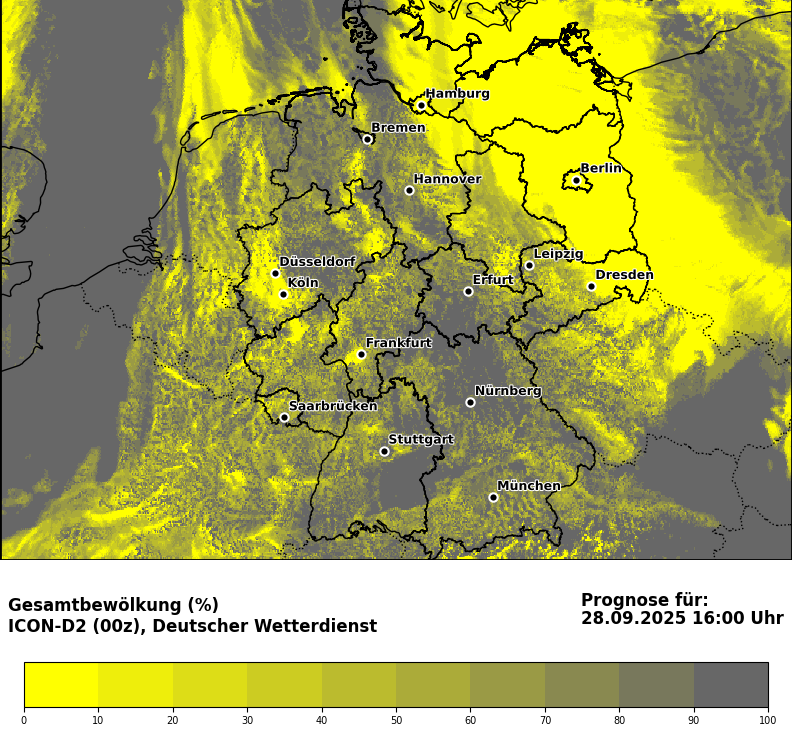 Hamburg
Bremen
Berlin
Hannover
Leipzig
Düsseldorf
Dresden
Erfurt
Köln
Frankfurt
Nürnberg
Saarbrücken
Stuttgart
München
Gesamtbewölkung (%)
ICON-D2 (00z), Deutscher Wetterdienst
Prognose für:
28.09.2025 16:00 Uhr
0 10 20 30 40 50 60 70 80 90 100